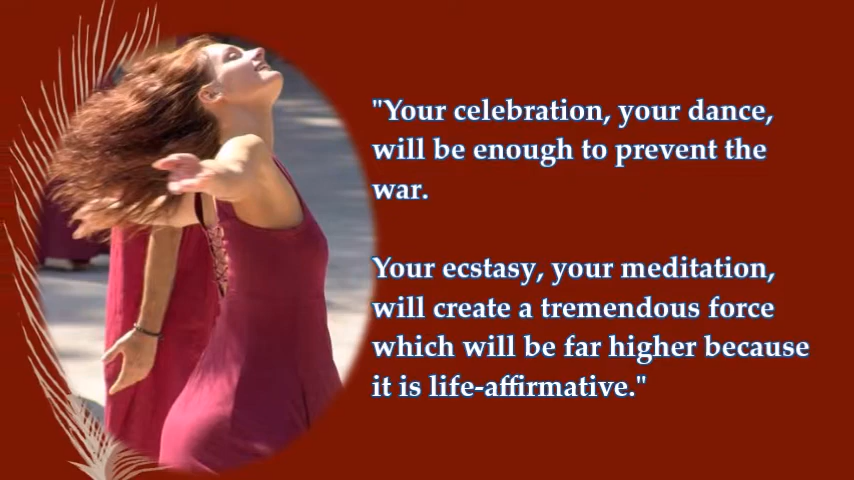 "Your celebration, your dance,
will be enough to prevent the
war.
Your ecstasy, your meditation,
will create a tremendous force
which will be far higher because
it is life-affirmative."